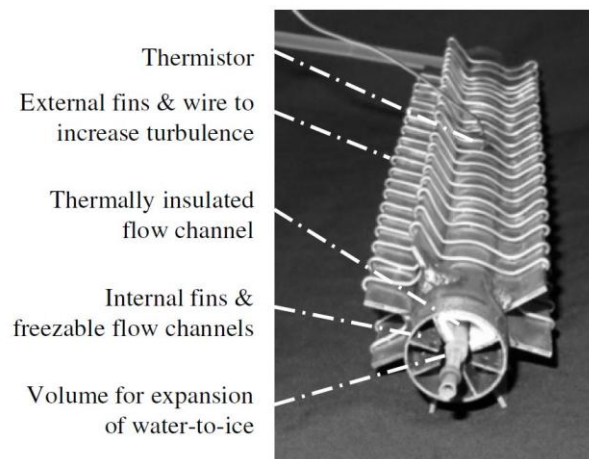 Thermistor
External fins & wire to
increase turbulence
Thermally insulated
flow channel
Internal fins &
freezable flow channels
Volume for expansion
of water-to-ice